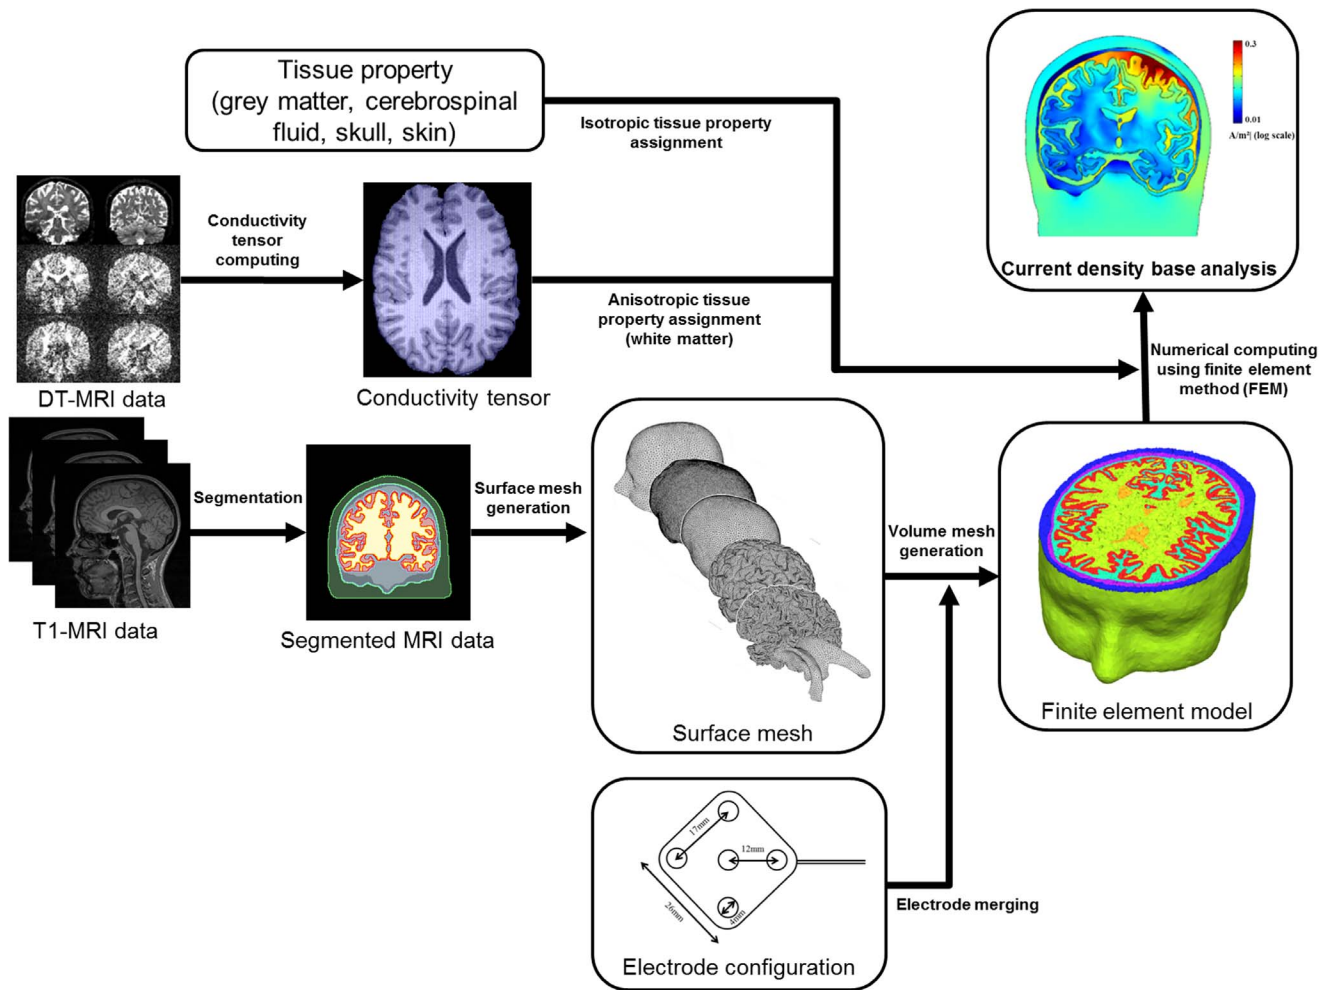 Tissue property
(grey matter, cerebrospinal
fluid, skull, skin)
Isotropic tissue property
assignment
0.3
0.01
A/m²| (log scale)
Current density base analysis
Conductivity
tensor
computing
Anisotropic tissue
property assignment
(white matter)
Numerical computing
using finite element
method (FEM)
DT-MRI data
Conductivity tensor
Segmentation
Surface mesh
generation
Volume mesh
generation
T1-MRI data
Segmented MRI data
Surface mesh
Finite element model
17mm
12mm
26mm
4mm
Electrode merging
Electrode configuration